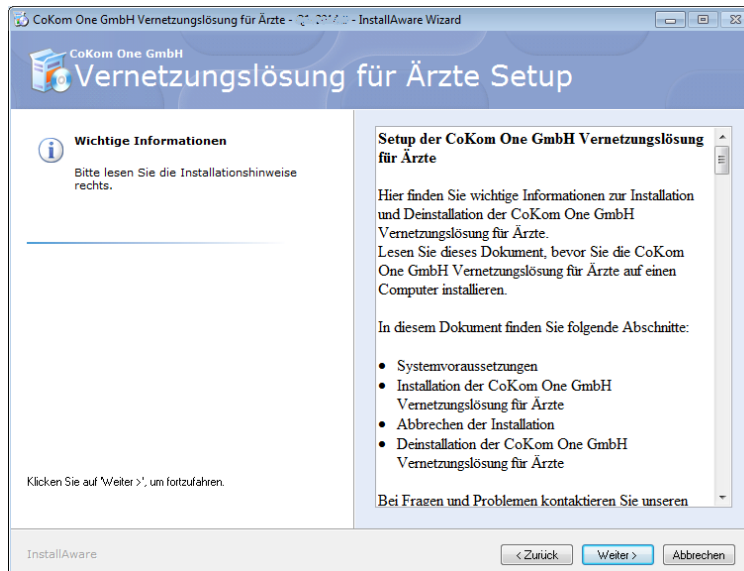 CoKom One GmbH Vernetzungslösung für Ärzte - - InstallAware Wizard
CoKom One GmbH
Vernetzungslösung für Ärzte Setup
Wichtige Informationen
Bitte lesen Sie die Installationshinweise
rechts.
Klicken Sie auf 'Weiter >', um fortzufahren.
Setup der CoKom One GmbH Vernetzungslösung
für Ärzte
Hier finden Sie wichtige Informationen zur Installation
und Deinstallation der CoKom One GmbH
Vernetzungslösung für Ärzte.
Lesen Sie dieses Dokument, bevor Sie die CoKom
One GmbH Vernetzungslösung für Ärzte auf einen
Computer installieren.
In diesem Dokument finden Sie folgende Abschnitte:
• Systemvoraussetzungen
• Installation der CoKom One GmbH
Vernetzungslösung für Ärzte
• Abbrechen der Installation
• Deinstallation der CoKom One GmbH
Vernetzungslösung für Ärzte
Bei Fragen und Problemen kontaktieren Sie unseren
InstallAware
< Zurück
Weiter >
Abbrechen